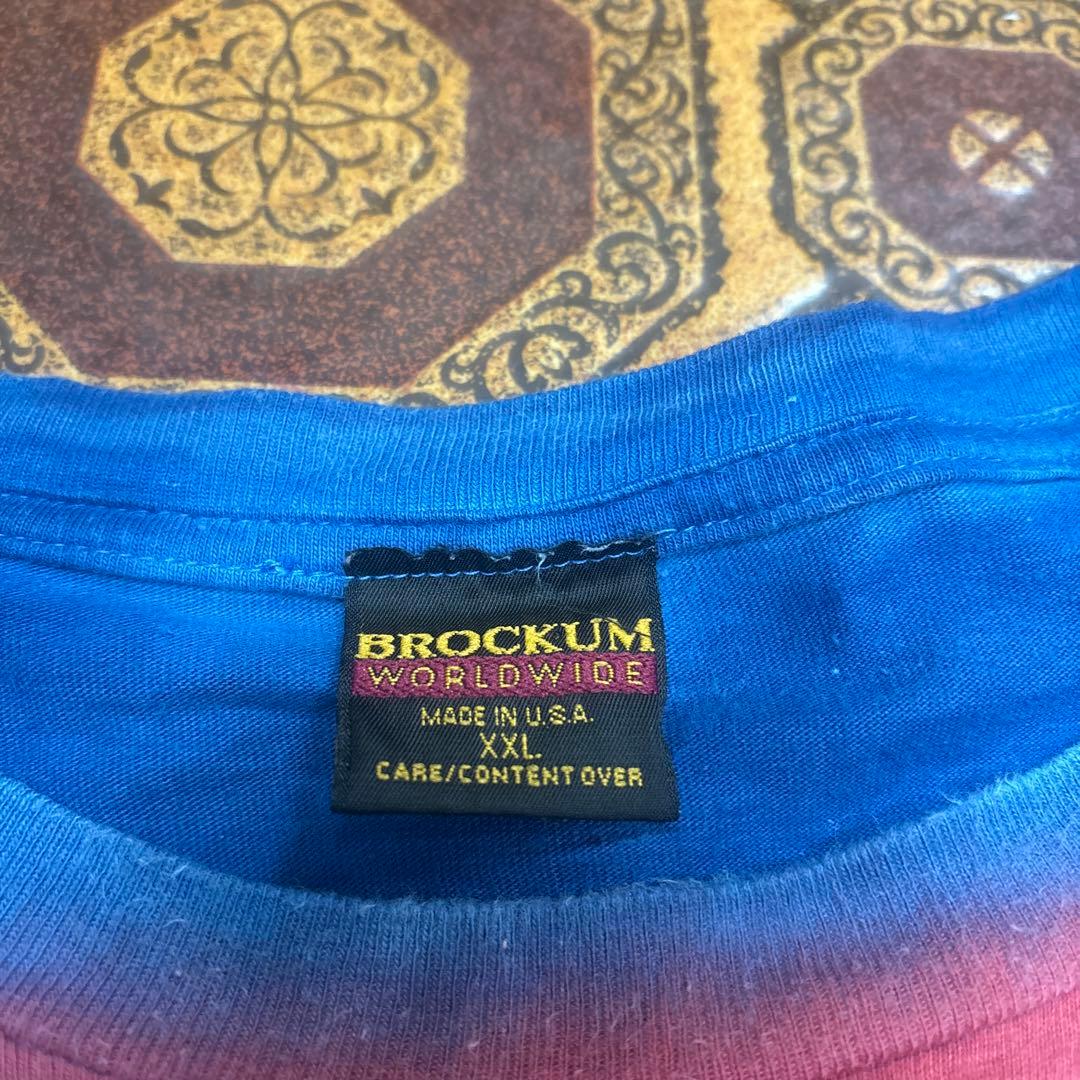 BROCKUM
WORLDWIDE
MADE IN U.S.A.
XXL
CARE/CONTENT OVER